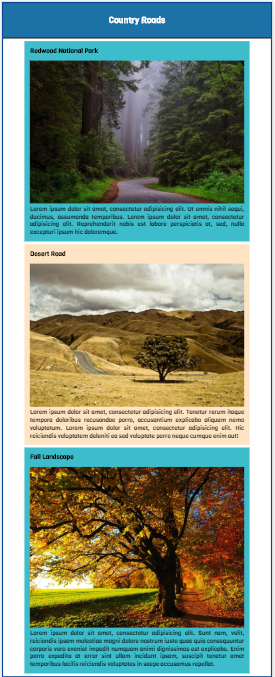 Country Roads
Redwood National Park
Lorem ipsum dolor sit amet, consectetur adipisicing elit. Ut omnis nihil sequi,
ducimus, assumenda temporibus. Lorem ipsum dolor sit amet, consectetur
adipisicing elit. Reprehenderit nobis est labore perspiciatis at, sed, nulla
excepturi ipsum hic doloremque.
Desert Road
Lorem ipsum dolor sit amet, consectetur adipisicing elit. Tenetur rerum itaque
tempora doloribus recusandae porro, accusantium explicabo aliquam nemo
voluptatum. Lorem ipsum dolor sit amet, consectetur adipisicing elit. Hic
reiciendis voluptatem deleniti ea sed voluptate porro neque cumque enim aut!
Fall Landscape
Lorem ipsum dolor sit amet, consectetur adipisicing elit. Sunt nam, velit,
reiciendis ipsam molestiae magni dolore nostrum iusto quae quia consequuntur
corporis vero eveniet impedit numquam animi dignissimos est explicabo. Enim
porro expedita at error sint ullam incidunt ipsam, suscipit tenetur amet
temporibus facilis reiciendis voluptates in saepe accusamus repellat.